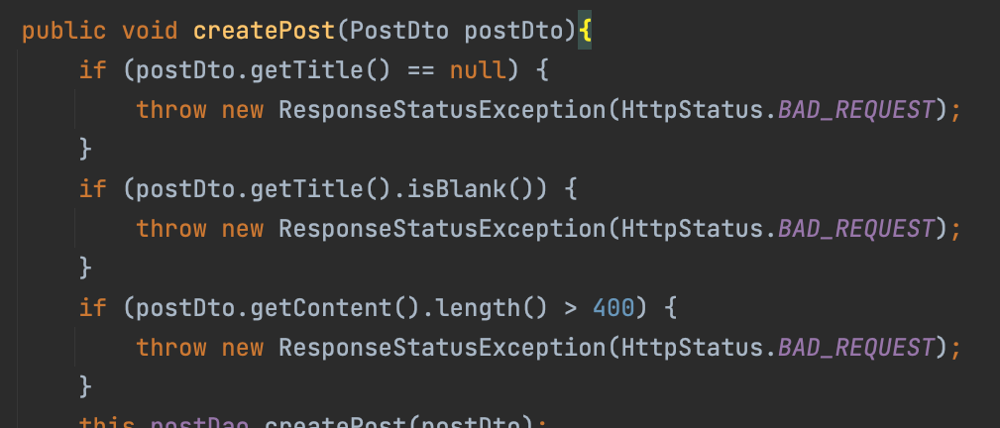 public void createPost(PostDto postDto){
    if (postDto.getTitle() == null) {
        throw new ResponseStatusException(HttpStatus.BAD_REQUEST);
    }
    if (postDto.getTitle().isBlank()) {
        throw new ResponseStatusException(HttpStatus.BAD_REQUEST);
    }
    if (postDto.getContent().length() > 400) {
        throw new ResponseStatusException(HttpStatus.BAD_REQUEST);
    }
    this.postDao.createPost(postDto);